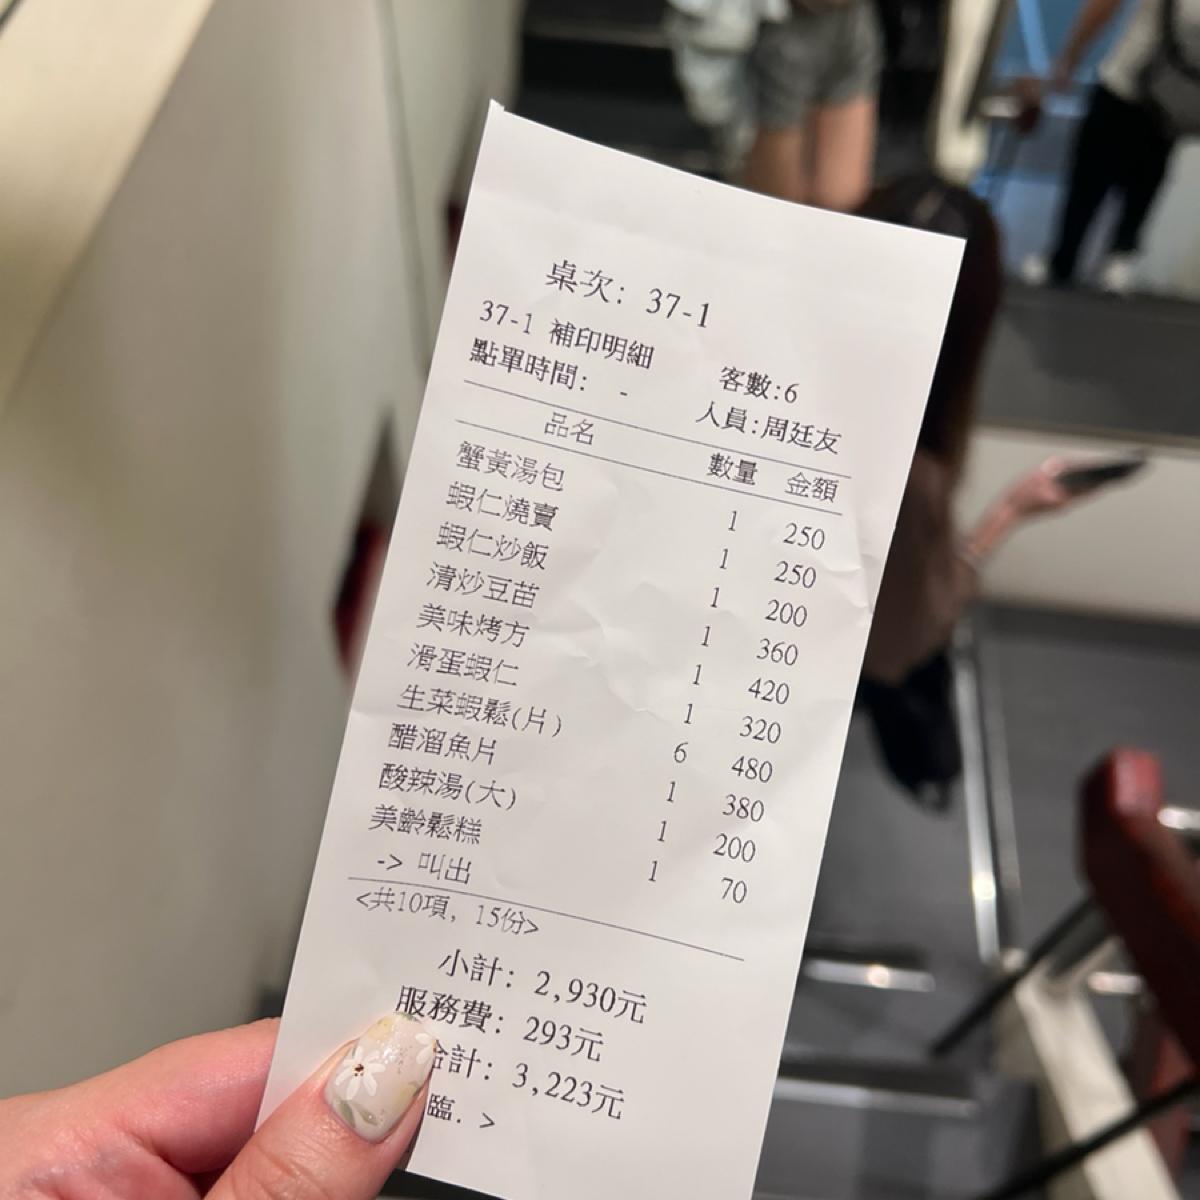 桌次: 37-1
37-1 補印明細 客數:6
點單時間: - 人員:周廷友
品名 數量 金額
蟹黃湯包 1 250
蝦仁燒賣 1 250
蝦仁炒飯 1 200
清炒豆苗 1 360
美味烤方 1 420
滑蛋蝦仁 1 320
生菜蝦鬆(片) 6 480
醋溜魚片 1 380
酸辣湯(大) 1 200
美齡鬆糕 1 70
-> 叫出
<共10項, 15份>
小計: 2,930元
服務費: 293元
合計: 3,223元
臨. >